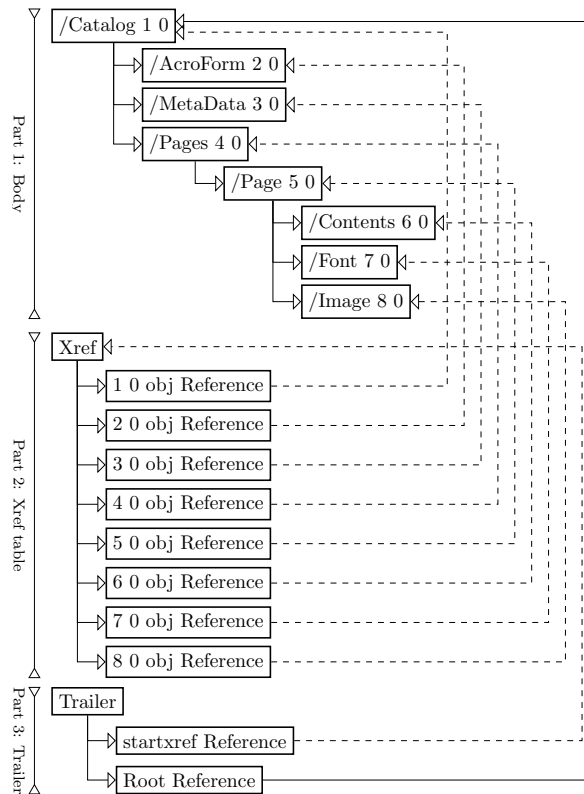 /Catalog 1 0
/AcroForm 2 0
/MetaData 3 0
/Pages 4 0
/Page 5 0
/Contents 6 0
/Font 7 0
/Image 8 0
Part 1: Body
Xref
1 0 obj Reference
2 0 obj Reference
3 0 obj Reference
4 0 obj Reference
5 0 obj Reference
6 0 obj Reference
7 0 obj Reference
8 0 obj Reference
Part 2: Xref table
Trailer
startxref Reference
Root Reference
Part 3: Trailer